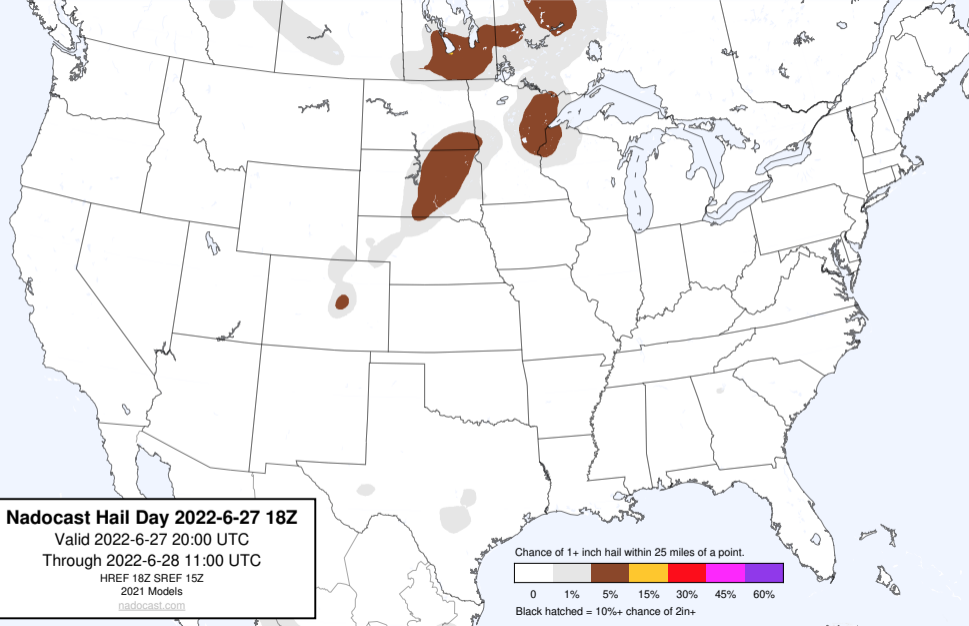 Nadocast Hail Day 2022-6-27 18Z
Valid 2022-6-27 20:00 UTC
Through 2022-6-28 11:00 UTC
HREF 18Z SREF 15Z
2021 Models
nadocast.com
Chance of 1+ inch hail within 25 miles of a point.
0 1% 5% 15% 30% 45% 60%
Black hatched = 10%+ chance of 2in+